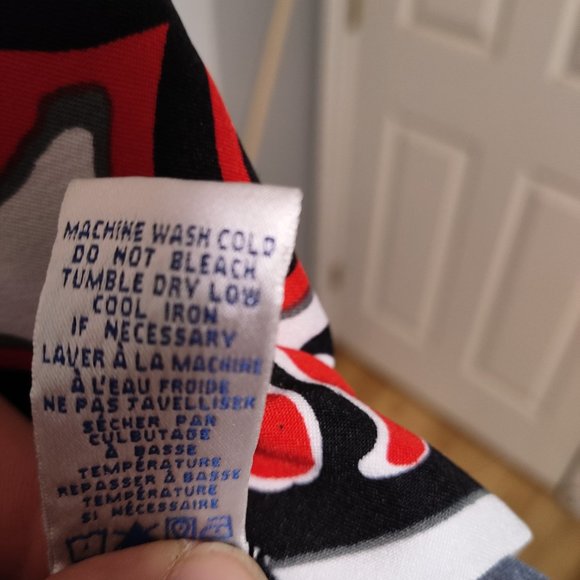 MACHINE WASH COLD
DO NOT BLEACH
TUMBLE DRY LOW
COOL IRON
IF NECESSARY
LAVER À LA MACHINE
À L'EAU FROIDE
NE PAS JAVELLISER
SÉCHER PAR
CULBUTAGE
À BASSE
TEMPÉRATURE
REPASSER À BASSE
TEMPÉRATURE
SI NÉCESSAIRE